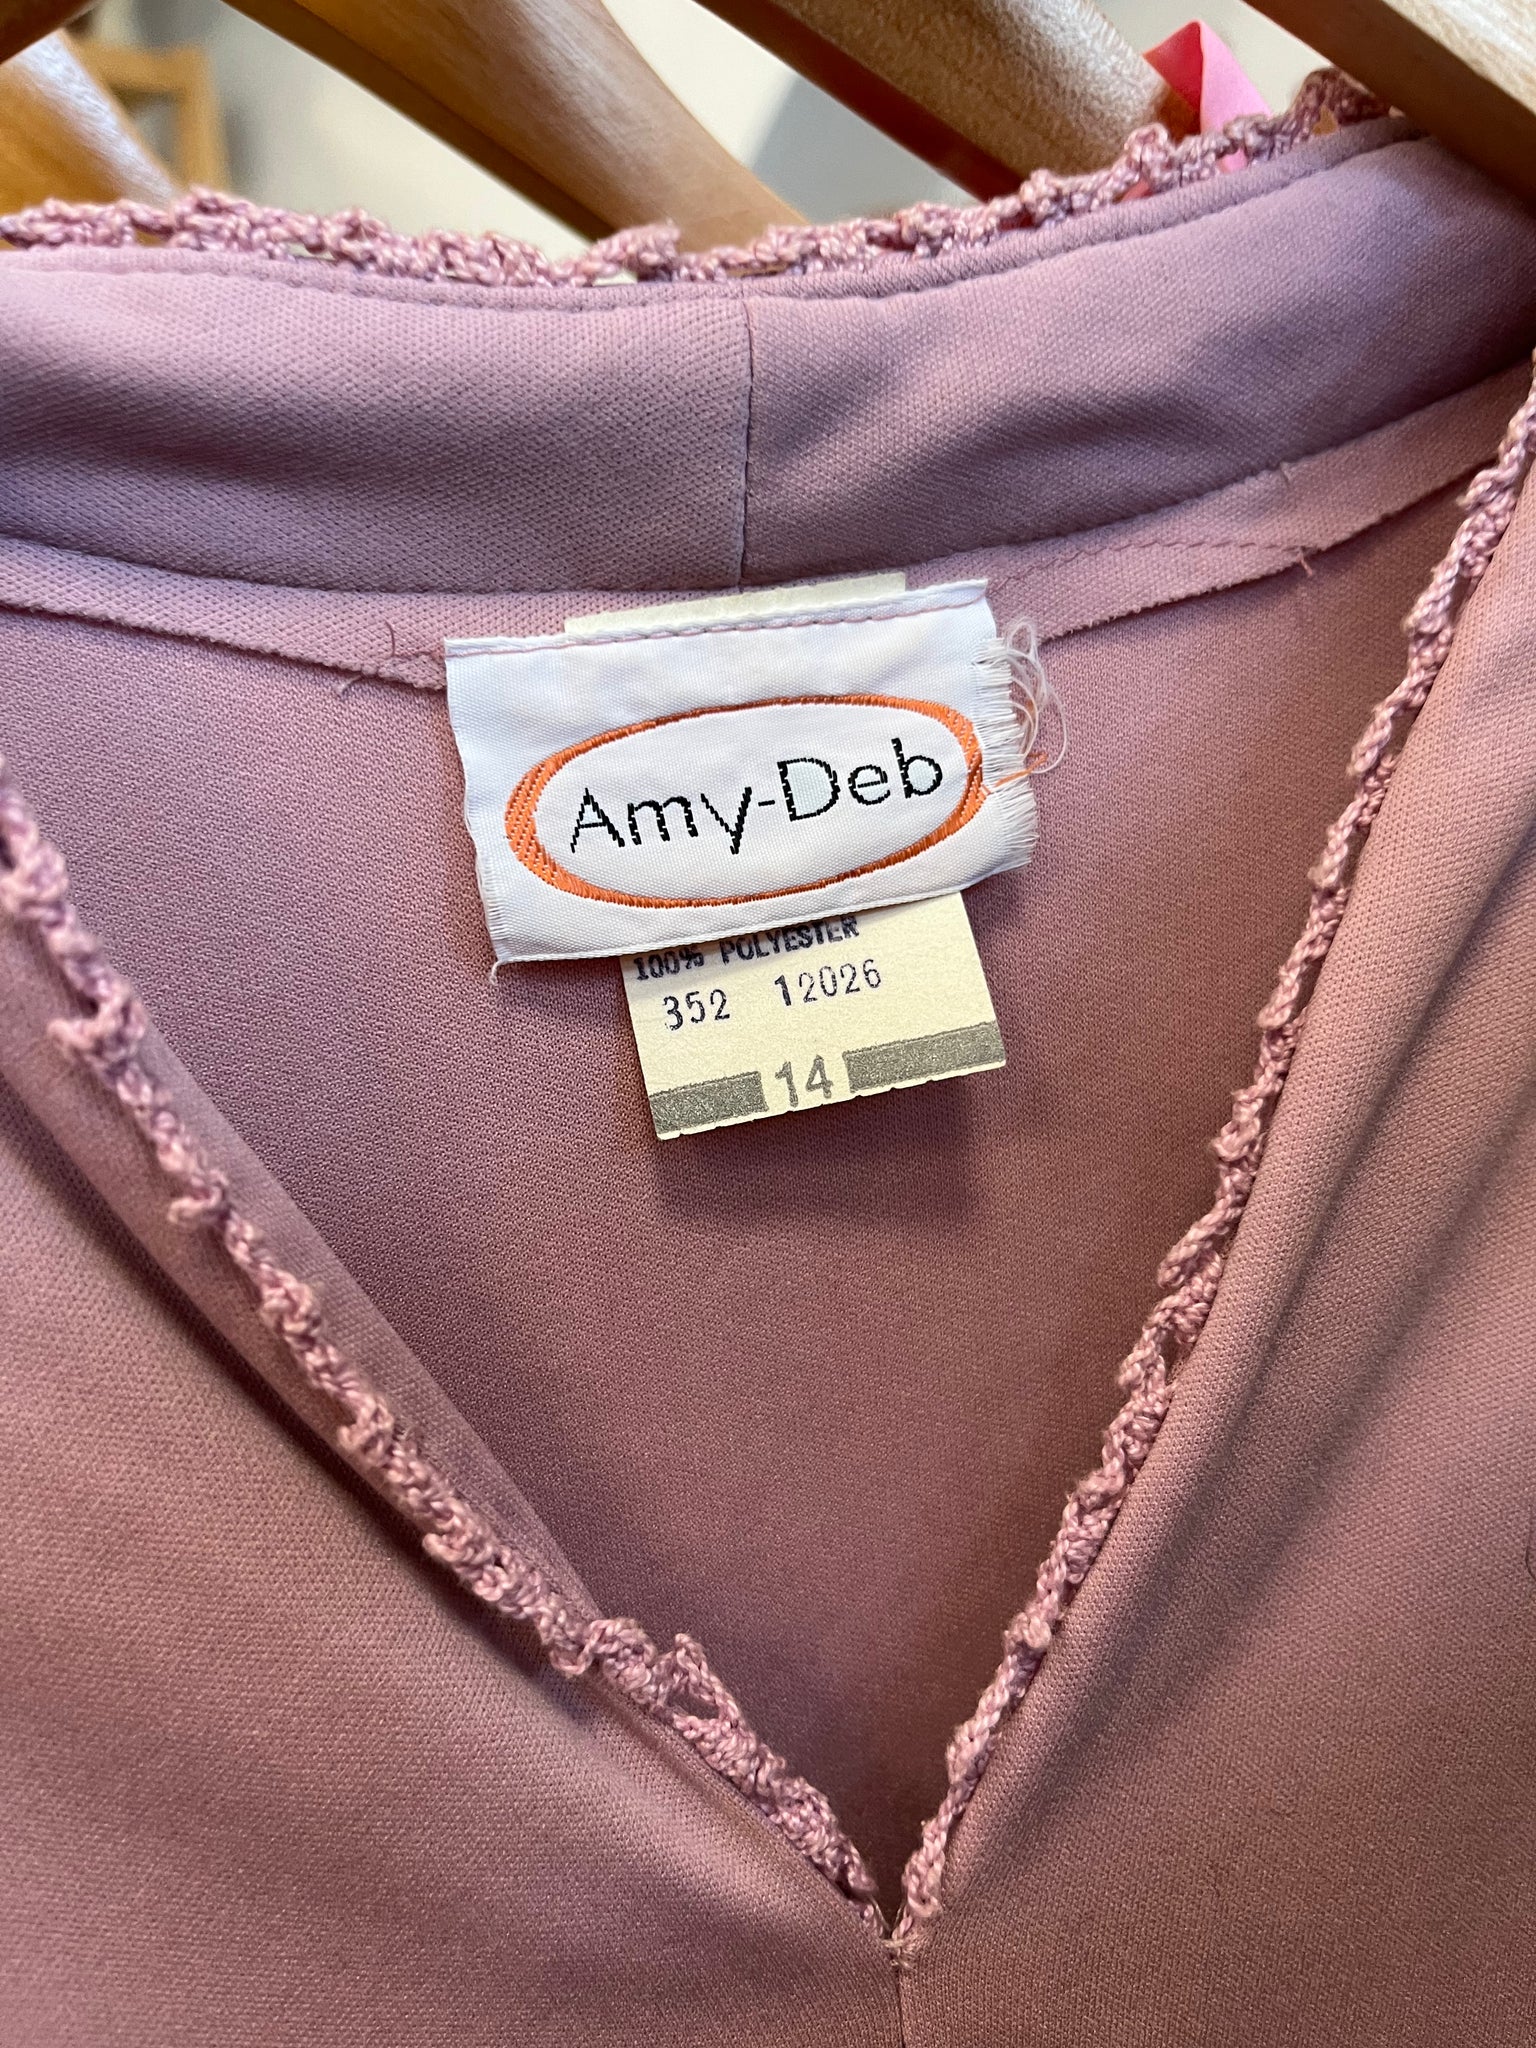 Amy-Deb
100% POLYESTER
352 12026
14